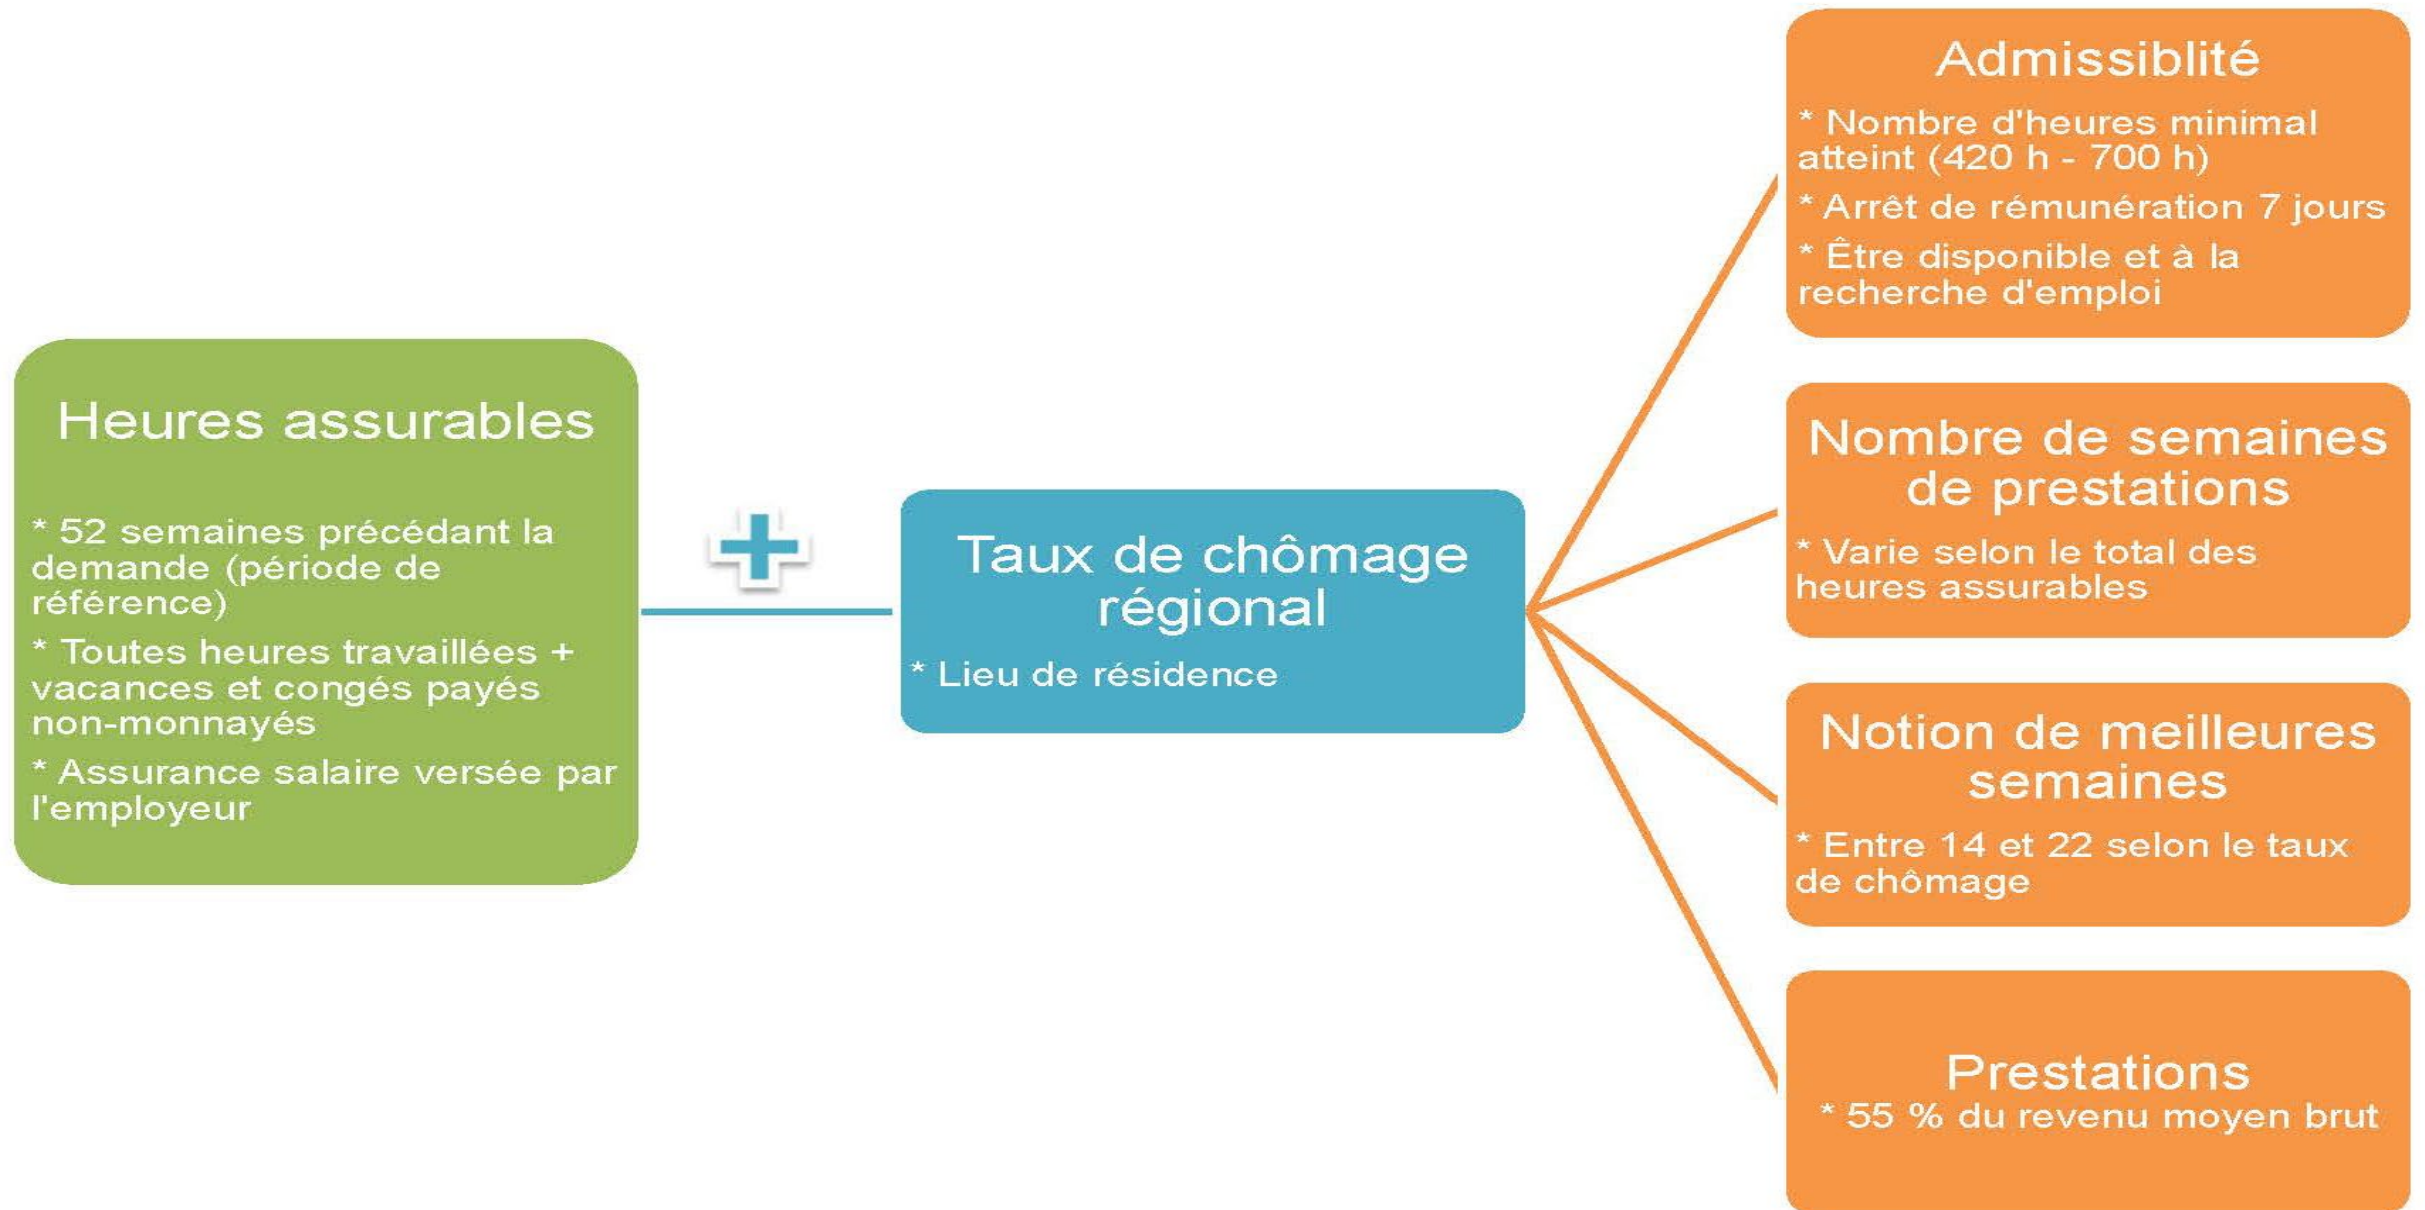 Heures assurables
* 52 semaines précédant la
demande (période de
référence)
* Toutes heures travaillées +
vacances et congés payés
non-monnayés
* Assurance salaire versée par
l'employeur
Taux de chômage
régional
* Lieu de résidence
Admissiblité
* Nombre d'heures minimal
atteint (420 h - 700 h)
* Arrêt de rémunération 7 jours
* Être disponible et à la
recherche d'emploi
Nombre de semaines
de prestations
* Varie selon le total des
heures assurables
Notion de meilleures
semaines
* Entre 14 et 22 selon le taux
de chômage
Prestations
* 55 % du revenu moyen brut